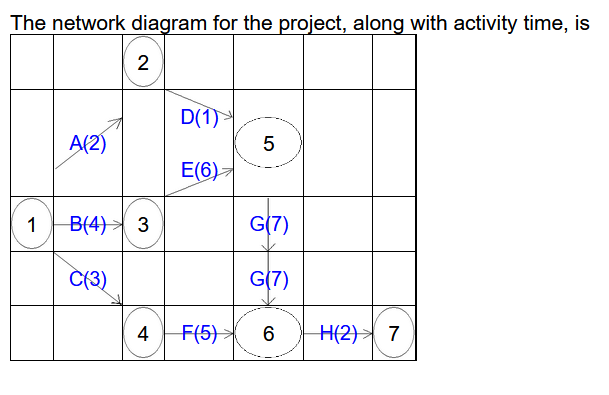 The network diagram for the project, along with activity time, is
2
D(1)
A(2)
5
E(6)
1 B(4) 3 G(7)
C(3) G(7)
4 F(5) 6 H(2) 7